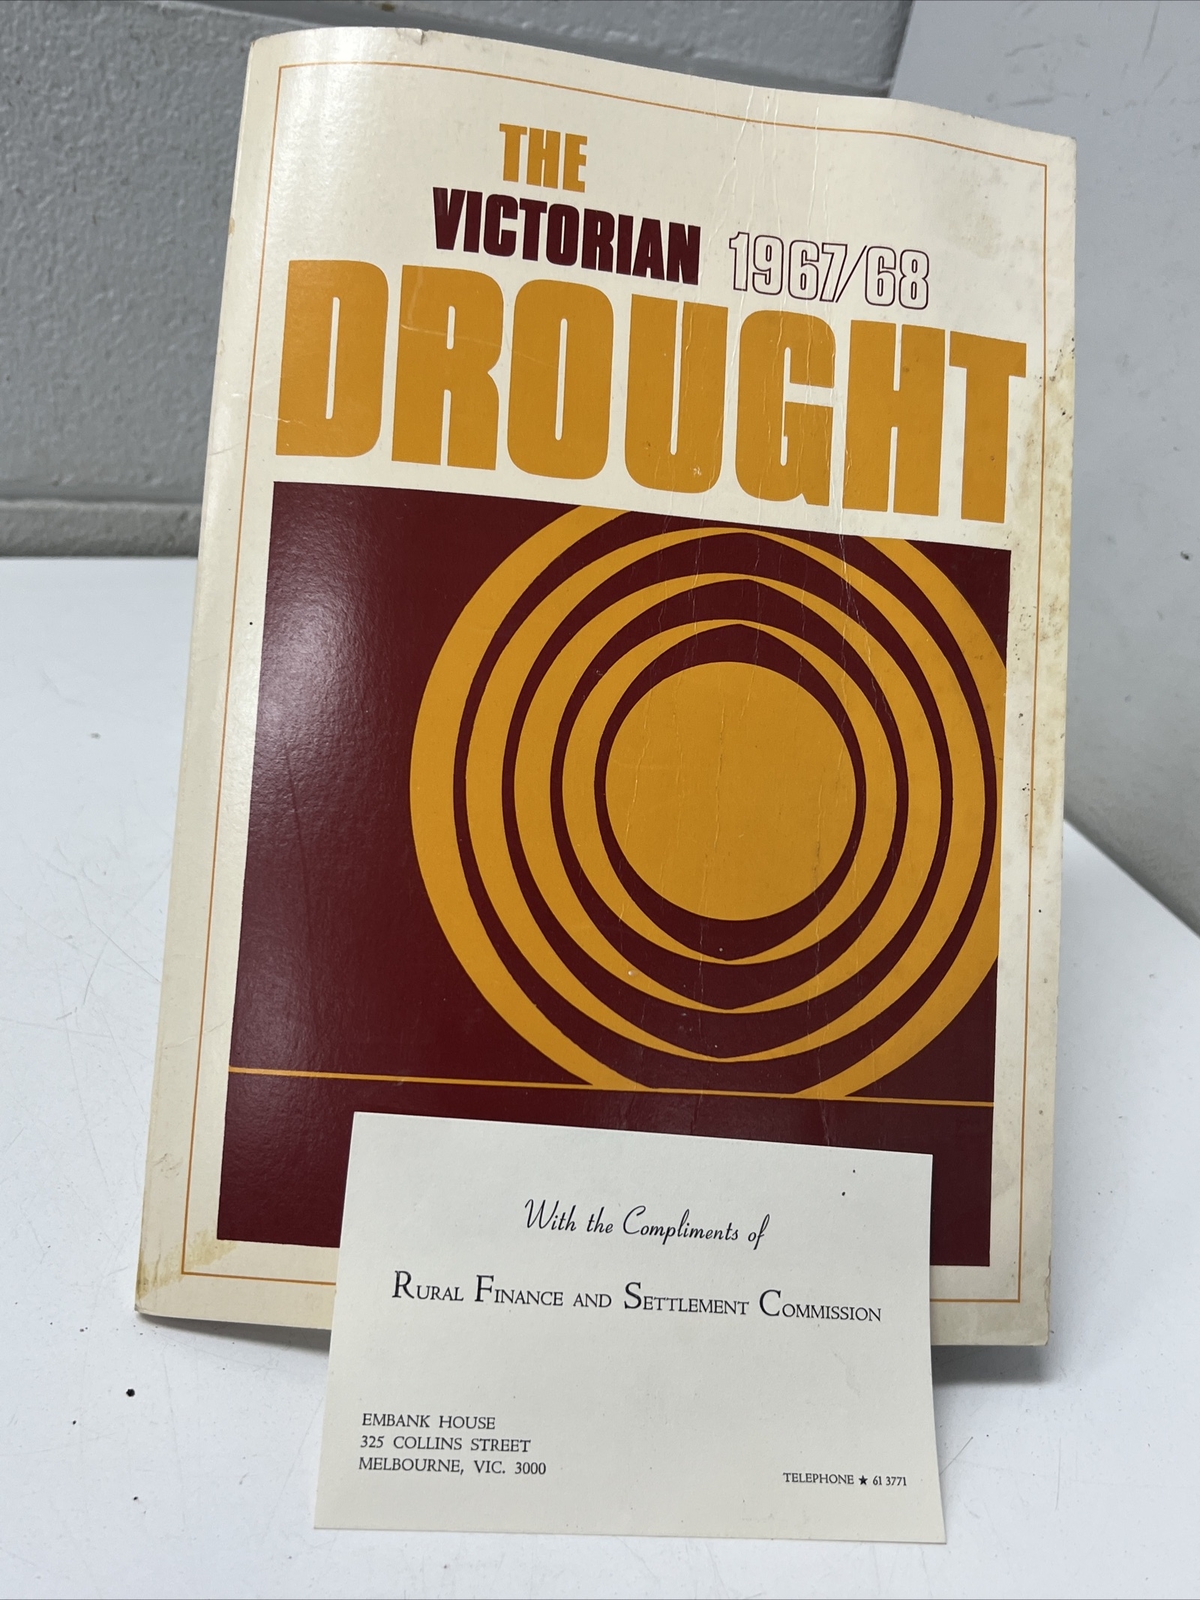 THE
VICTORIAN 1967/68
DROUGHT
With the Compliments of
RURAL FINANCE AND SETTLEMENT COMMISSION
EMBANK HOUSE
325 COLLINS STREET
MELBOURNE, VIC. 3000
TELEPHONE ★ 61 3771